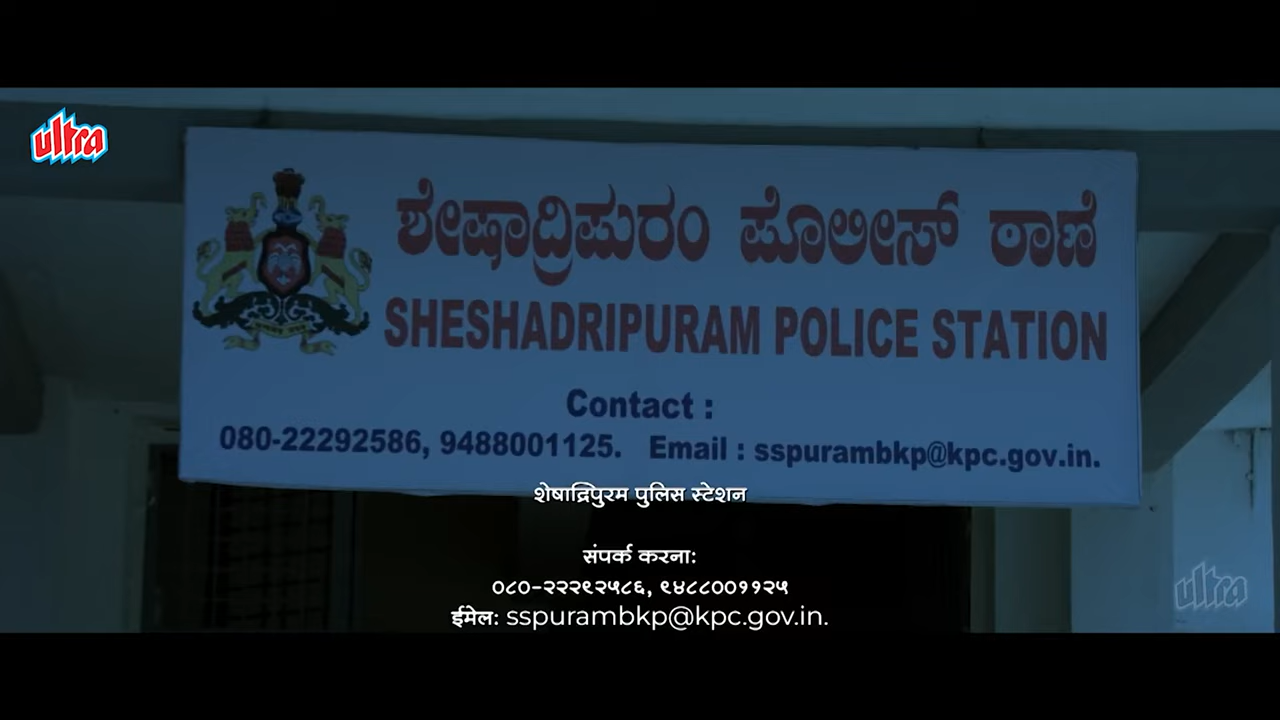 ultra
ಶೇಷಾದ್ರಿಪುರಂ ಪೊಲೀಸ್ ಠಾಣೆ
SHESHADRIPURAM POLICE STATION
Contact :
080-22292586, 9488001125. Email : sspurambkp@kpc.gov.in.
शेषाद्रिपुरम पुलिस स्टेशन
संपर्क करना:
०८०-२२२९२५८६, ९४८८००११२५
ईमेल: sspurambkp@kpc.gov.in.
ultra